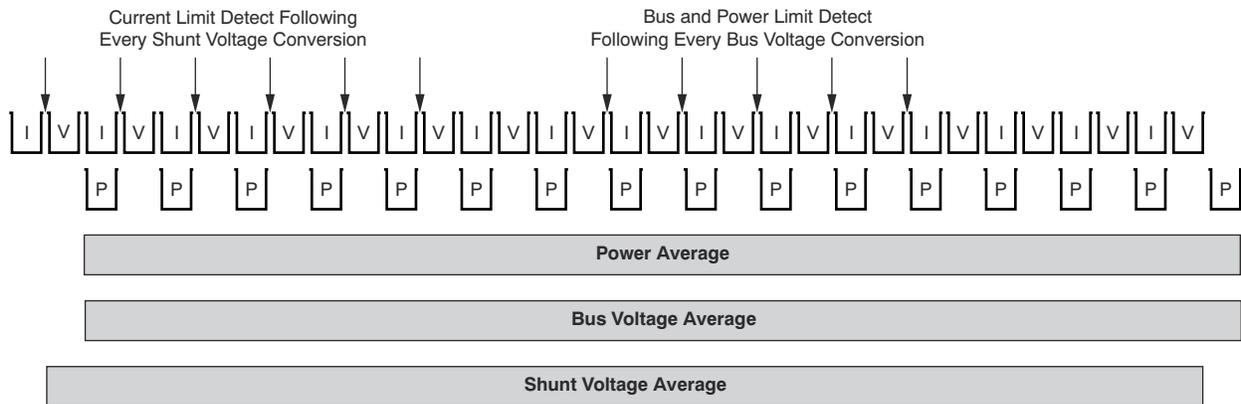 Current Limit Detect Following
Every Shunt Voltage Conversion
Bus and Power Limit Detect
Following Every Bus Voltage Conversion
I V I V I V I V I V I V I V I V I V I V I V I V I V I V I V I V
P P P P P P P P P P P P P P P P
Power Average
Bus Voltage Average
Shunt Voltage Average